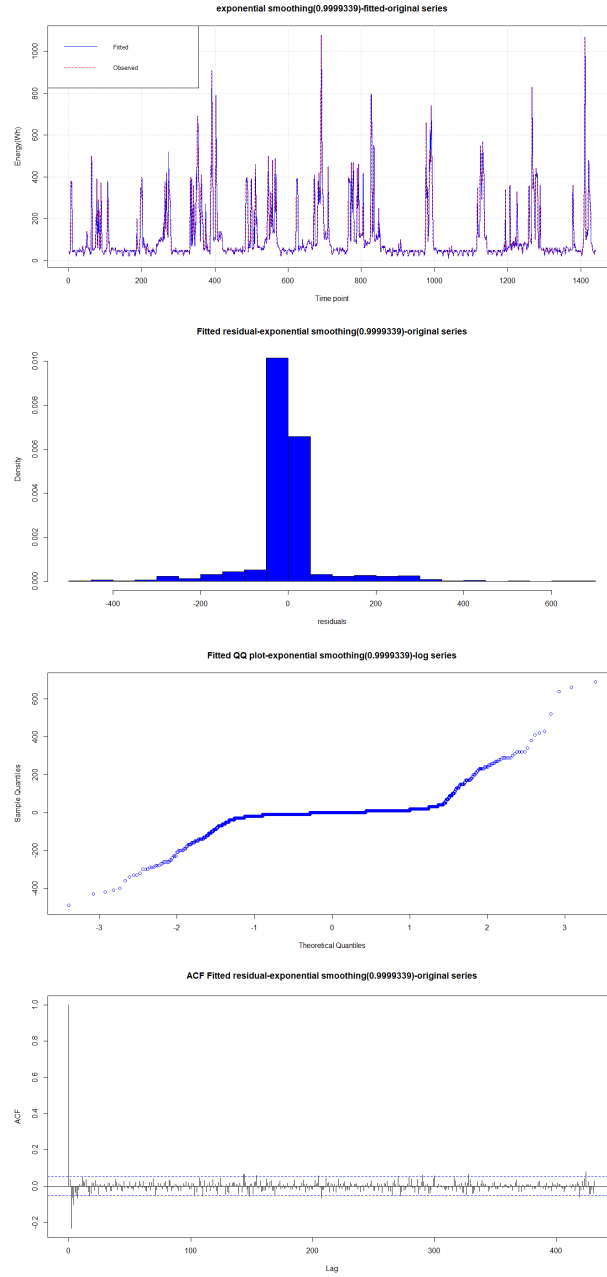 exponential smoothing(0.9999339)-fitted-original series
Fitted
Observed
Energy(Wh)
0
200
400
600
800
1000
0 200 400 600 800 1000 1200 1400
Time point
Fitted residual-exponential smoothing(0.9999339)-original series
Density
0.000
0.002
0.004
0.006
0.008
0.010
-400 -200 0 200 400 600
residuals
Fitted QQ plot-exponential smoothing(0.9999339)-log series
Sample Quantiles
-400
-200
0
200
400
600
-3 -2 -1 0 1 2 3
Theoretical Quantiles
ACF Fitted residual-exponential smoothing(0.9999339)-original series
ACF
-0.2
0.0
0.2
0.4
0.6
0.8
1.0
0 100 200 300 400
Lag